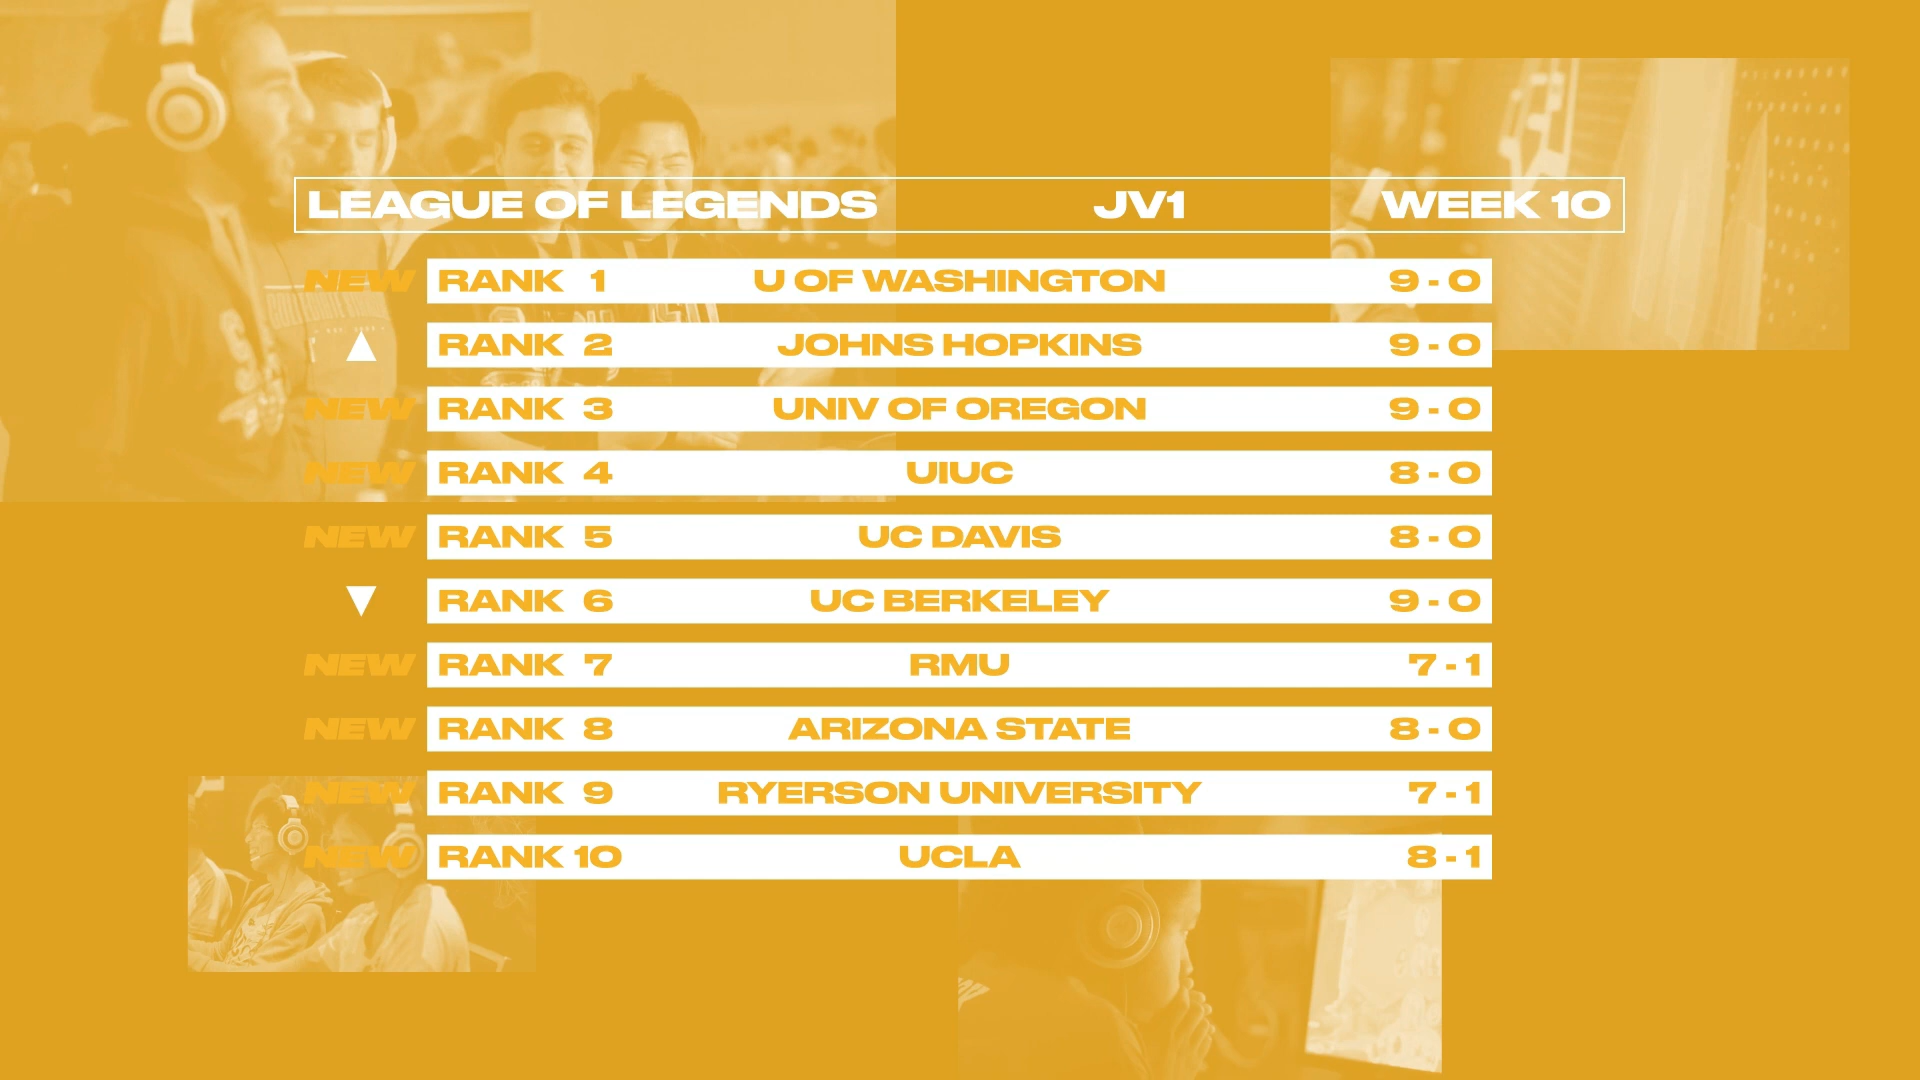 LEAGUE OF LEGENDS JV1 WEEK 10
NEW RANK 1 U OF WASHINGTON 9 - 0
▲ RANK 2 JOHNS HOPKINS 9 - 0
NEW RANK 3 UNIV OF OREGON 9 - 0
NEW RANK 4 UIUC 8 - 0
NEW RANK 5 UC DAVIS 8 - 0
▼ RANK 6 UC BERKELEY 9 - 0
NEW RANK 7 RMU 7 - 1
NEW RANK 8 ARIZONA STATE 8 - 0
NEW RANK 9 RYERSON UNIVERSITY 7 - 1
NEW RANK 10 UCLA 8 - 1